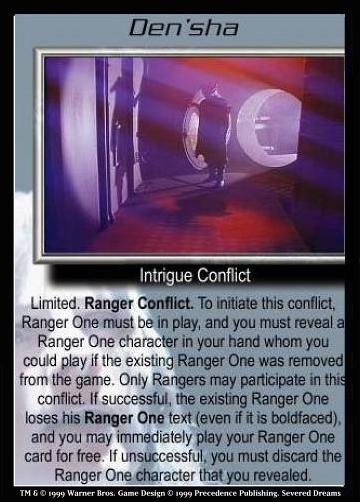 Den'sha
Intrigue Conflict
Limited. Ranger Conflict. To initiate this conflict,
Ranger One must be in play, and you must reveal a
Ranger One character in your hand whom you
could play if the existing Ranger One was removed
from the game. Only Rangers may participate in this
conflict. If successful, the existing Ranger One
loses his Ranger One text (even if it is boldfaced),
and you may immediately play your Ranger One
card for free. If unsuccessful, you must discard the
Ranger One character that you revealed.
TM & © 1999 Warner Bros. Game Design © 1999 Precedence Publishing. Severed Dreams